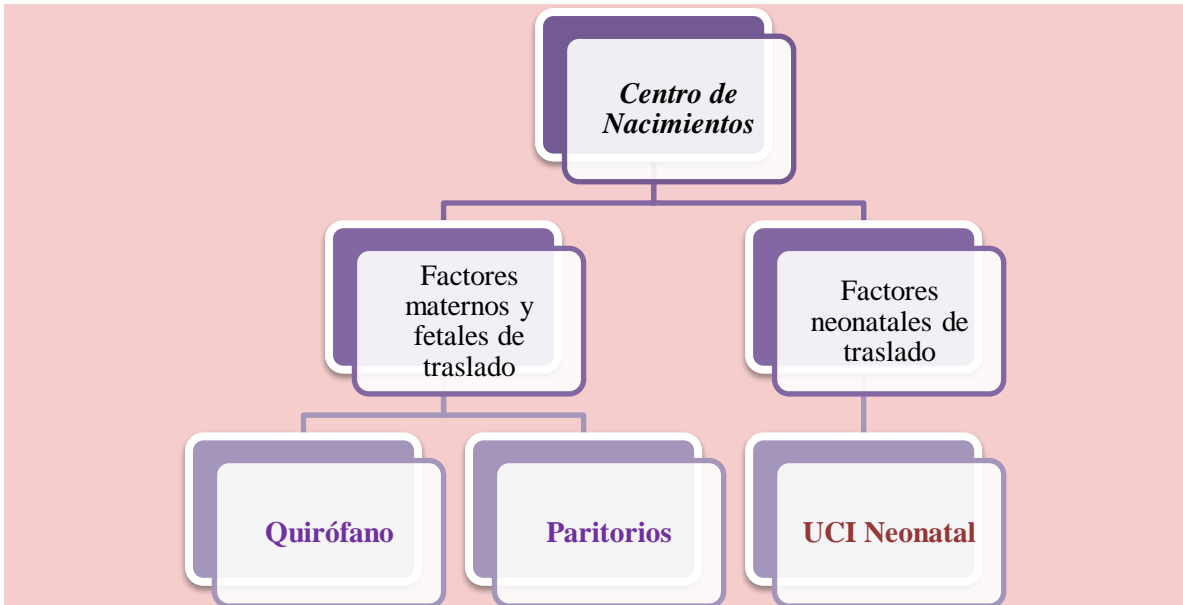 Centro de
Nacimientos
Factores
maternos y
fetales de
traslado
Factores
neonatales de
traslado
Quirófano
Paritorios
UCI Neonatal